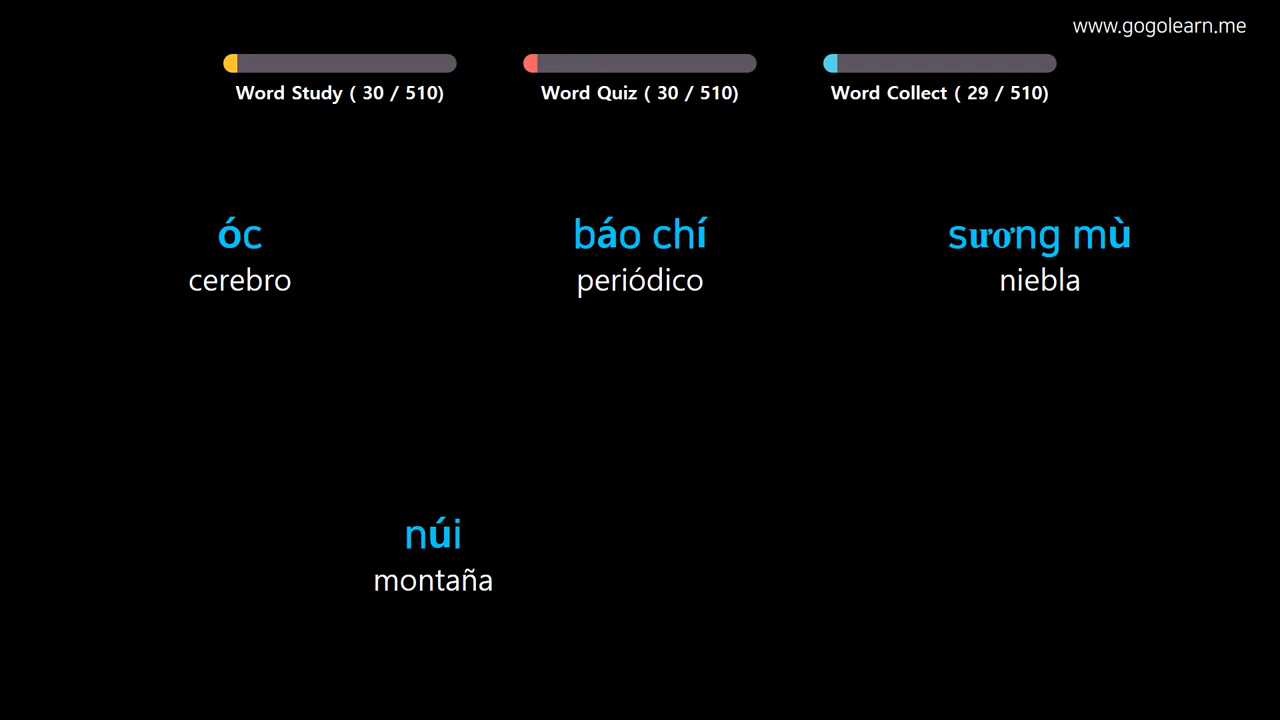 www.gogolearn.me
Word Study ( 30 / 510)
Word Quiz ( 30 / 510)
Word Collect ( 29 / 510)
óc
cerebro
báo chí
periódico
sương mù
niebla
núi
montaña